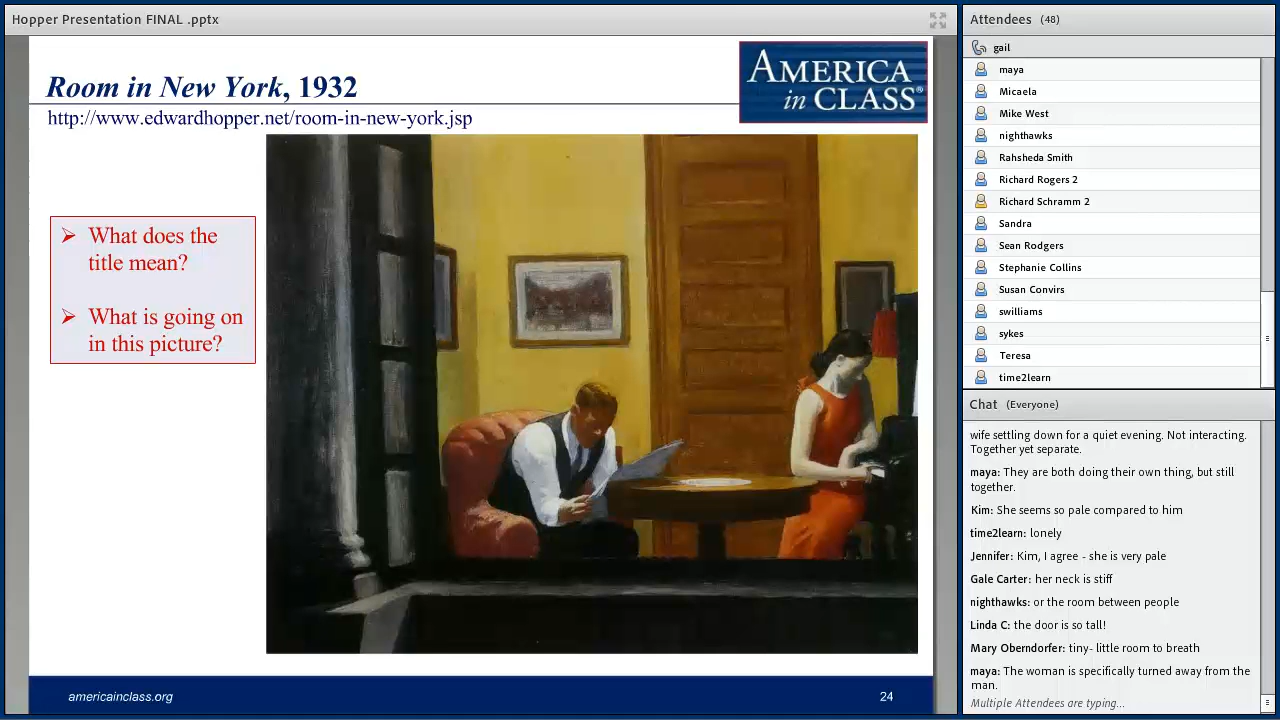 Hopper Presentation FINAL .pptx
Room in New York, 1932
http://www.edwardhopper.net/room-in-new-york.jsp
AMERICA
in CLASS®
➢ What does the
title mean?
➢ What is going on
in this picture?
americainclass.org
24
Attendees (48)
gail
maya
Micaela
Mike West
nighthawks
Rahsheda Smith
Richard Rogers 2
Richard Schramm 2
Sandra
Sean Rodgers
Stephanie Collins
Susan Convirs
swilliams
sykes
Teresa
time2learn
Chat (Everyone)
wife settling down for a quiet evening. Not interacting.
Together yet separate.
maya: They are both doing their own thing, but still
together.
Kim: She seems so pale compared to him
time2learn: lonely
Jennifer: Kim, I agree - she is very pale
Gale Carter: her neck is stiff
nighthawks: or the room between people
Linda C: the door is so tall!
Mary Oberndorfer: tiny- little room to breath
maya: The woman is specifically turned away from the
man.
Multiple Attendees are typing...